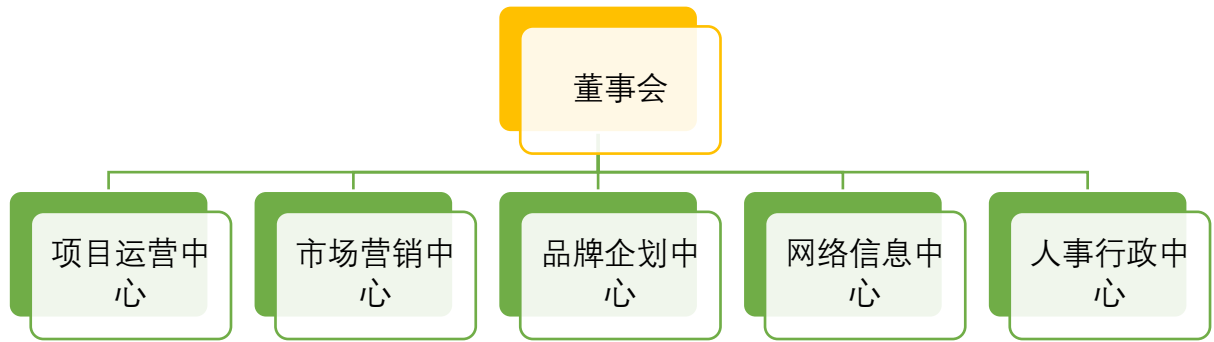 董事会
项目运营中
心
市场营销中
心
品牌企划中
心
网络信息中
心
人事行政中
心